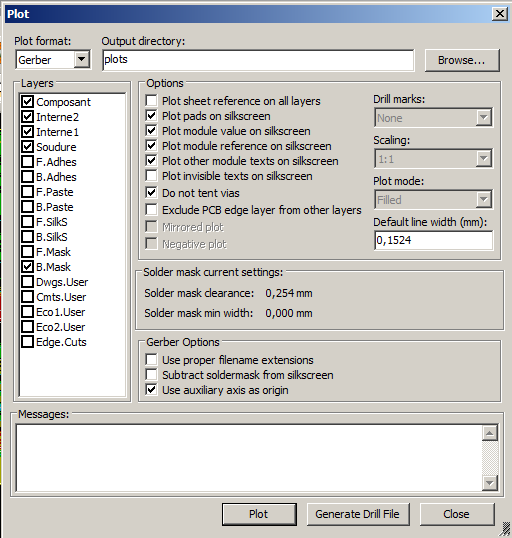 Plot
Plot format:
Output directory:
Gerber
plots
Browse...
Layers
Composant
Interne2
Interne1
Soudure
F.Adhes
B.Adhes
F.Paste
B.Paste
F.SilkS
B.SilkS
F.Mask
B.Mask
Dwgs.User
Cmts.User
Eco1.User
Eco2.User
Edge.Cuts
Options
Plot sheet reference on all layers
Plot pads on silkscreen
Plot module value on silkscreen
Plot module reference on silkscreen
Plot other module texts on silkscreen
Plot invisible texts on silkscreen
Do not tent vias
Exclude PCB edge layer from other layers
Mirrored plot
Negative plot
Drill marks:
None
Scaling:
1:1
Plot mode:
Filled
Default line width (mm):
0,1524
Solder mask current settings:
Solder mask clearance: 0,254 mm
Solder mask min width: 0,000 mm
Gerber Options
Use proper filename extensions
Subtract soldermask from silkscreen
Use auxiliary axis as origin
Messages:
Plot
Generate Drill File
Close